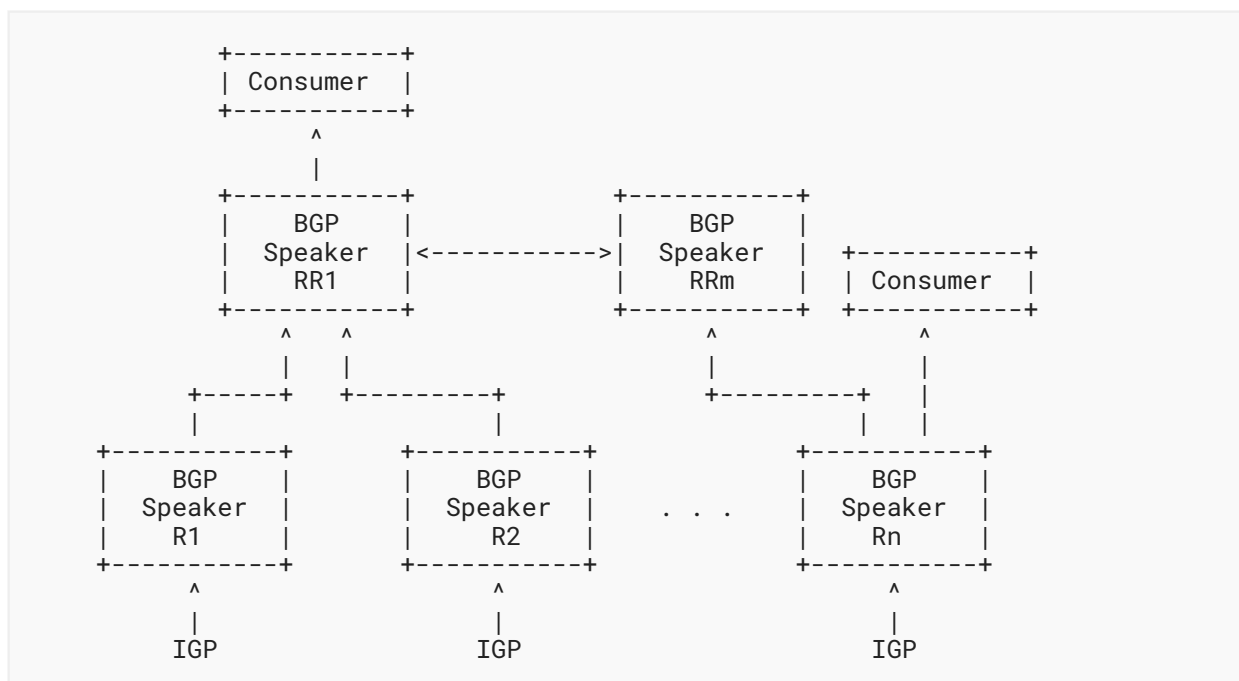 Consumer
BGP BGP
Speaker <----------->  Speaker
RR1 RRm Consumer
BGP BGP BGP
Speaker Speaker . . . Speaker
R1 R2 Rn
IGP IGP IGP